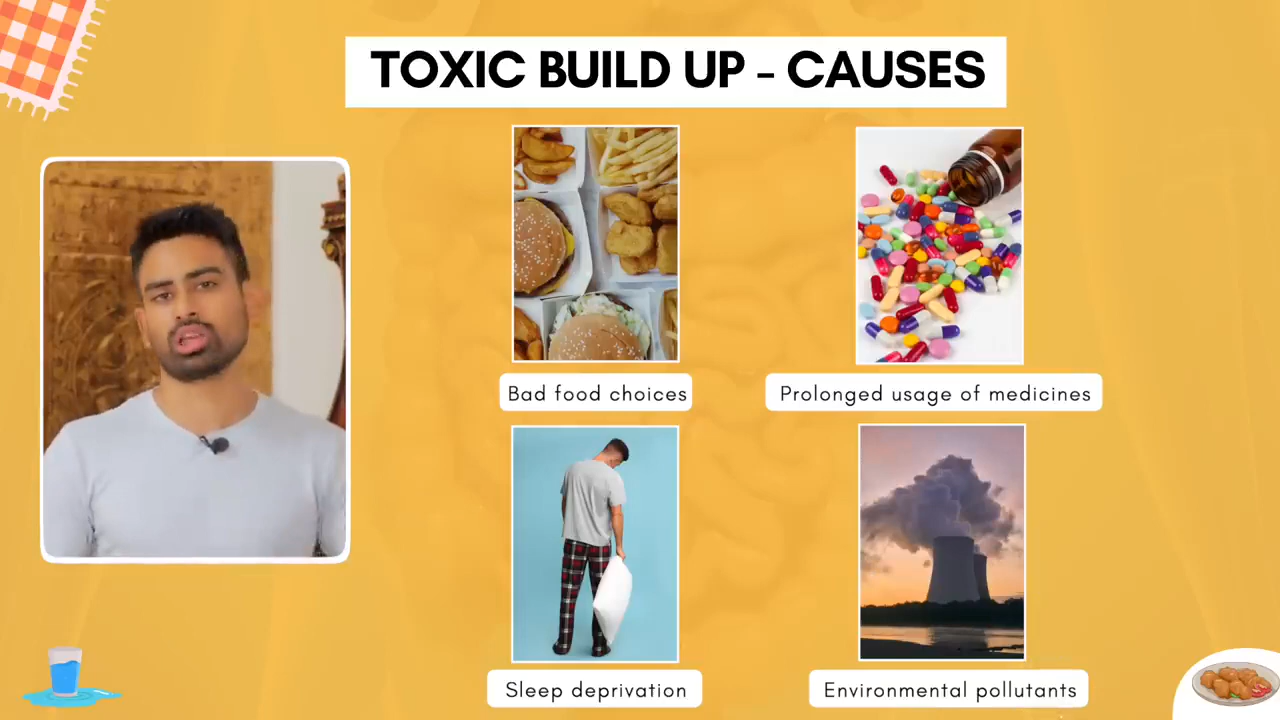 TOXIC BUILD UP - CAUSES
Bad food choices
Prolonged usage of medicines
Sleep deprivation
Environmental pollutants